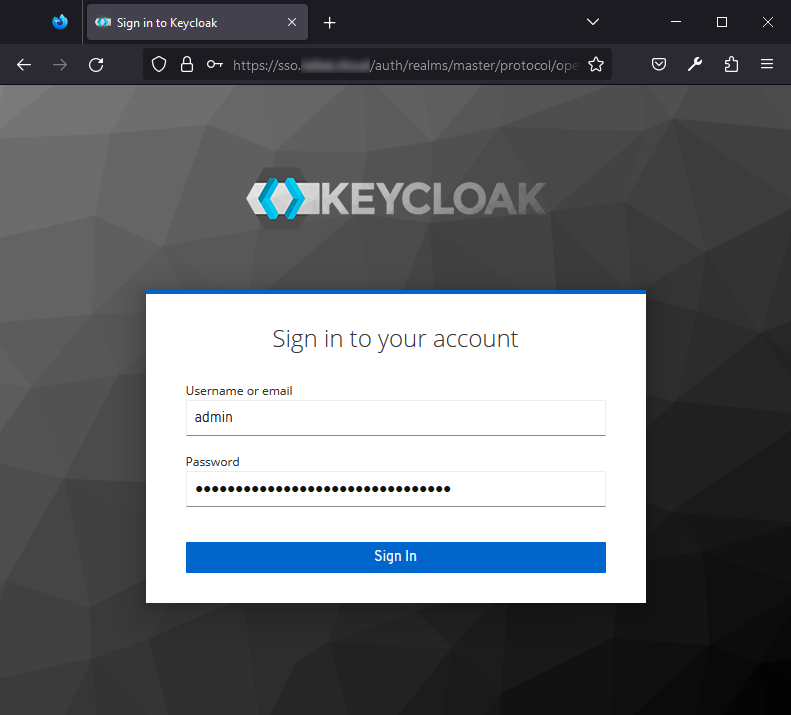 Sign in to Keycloak
https://sso. /auth/realms/master/protocol/ope
KEYCLOAK
Sign in to your account
Username or email
admin
Password
Sign In